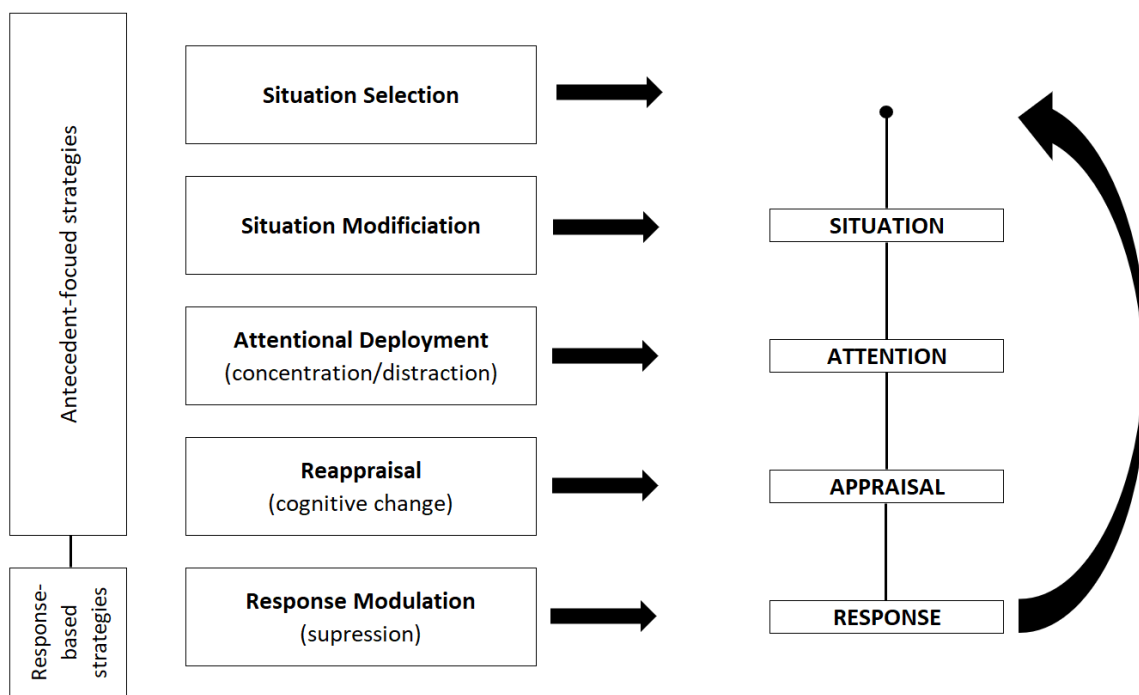 Antecedent-focued strategies
Situation Selection
Situation Modificiation
SITUATION
Attentional Deployment
(concentration/distraction)
ATTENTION
Reappraisal
(cognitive change)
APPRAISAL
Response-
based
strategies
Response Modulation
(supression)
RESPONSE